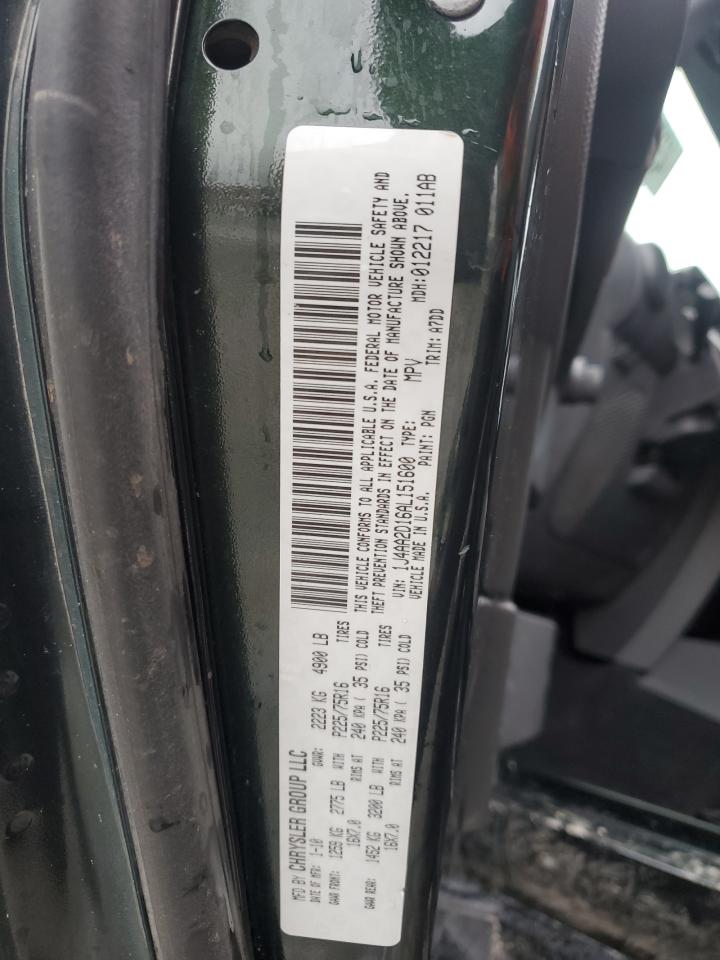 MFD BY CHRYSLER GROUP LLC
DATE OF MFR: 1-10 GVWR: 2223 KG 4900 LB
GAWR FRONT: 1259 KG 2775 LB WITH P225/75R16 TIRES
16X7.0 RIMS AT 240 KPA ( 35 PSI) COLD
GAWR REAR: 1452 KG 3200 LB WITH P225/75R16 TIRES
16X7.0 RIMS AT 240 KPA ( 35 PSI) COLD
THIS VEHICLE CONFORMS TO ALL APPLICABLE U.S.A. FEDERAL MOTOR VEHICLE SAFETY AND
THEFT PREVENTION STANDARDS IN EFFECT ON THE DATE OF MANUFACTURE SHOWN ABOVE.
VIN: 1J4AA2D16AL151600 TYPE: MPV MDH: 012217 011AB
VEHICLE MADE IN U.S.A. PAINT: PGN TRIM: A7DD